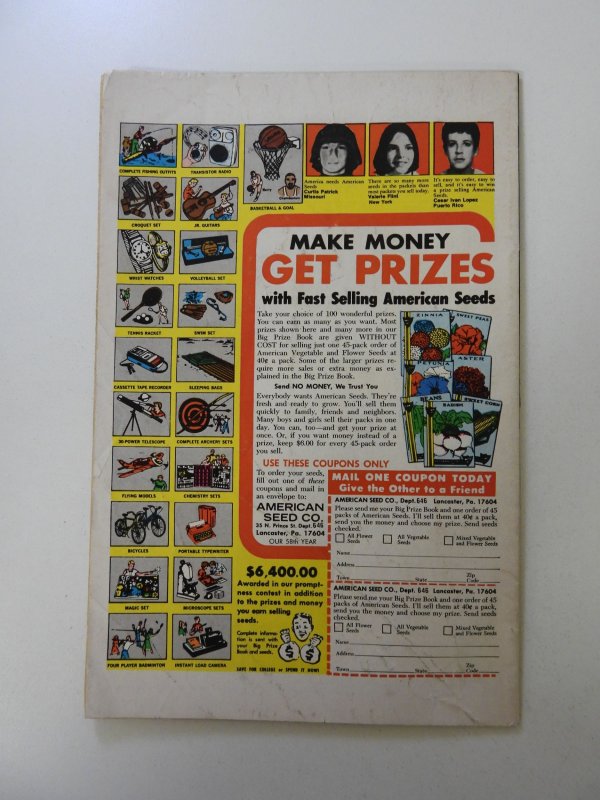 COMPLETE FISHING OUTFITS
TRANSISTOR RADIO
CROQUET SET
JR. GUITARS
WRIST WATCHES
VOLLEYBALL SET
TENNIS RACKET
SWIM SET
CASSETTE TAPE RECORDER
SLEEPING BAGS
30-POWER TELESCOPE
COMPLETE ARCHERY SETS
FLYING MODELS
CHEMISTRY SETS
BICYCLES
PORTABLE TYPEWRITER
MAGIC SET
MICROSCOPE SETS
FOUR PLAYER BADMINTON
INSTANT LOAD CAMERA
BASKETBALL & GOAL
America needs American
Seeds
Curtis Patrick
Missouri
There are so many more
seeds in the packets than
most packets you sell today.
Valerie Flint
New York
It's easy to order, easy to
sell, and it's easy to win
a prize selling American
Seeds.
Cesar Ivan Lopez
Puerto Rico
MAKE MONEY
GET PRIZES
with Fast Selling American Seeds
Take your choice of 100 wonderful prizes.
You can earn as many as you want. Most
prizes shown here and many more in our
Big Prize Book are given WITHOUT
COST for selling just one 45-pack order of
American Vegetable and Flower Seeds at
40¢ a pack. Some of the larger prizes re-
quire more sales or extra money as ex-
plained in the Big Prize Book.
Send NO MONEY, We Trust You
Everybody wants American Seeds. They're
fresh and ready to grow. You'll sell them
quickly to family, friends and neighbors.
Many boys and girls sell their packs in one
day. You can, too—and get your prize at
once. Or, if you want money instead of a
prize, keep $6.00 for every 45-pack order
you sell.
ZINNIA
SWEET PEAS
PETUNIA
ASTER
BEANS
RADISH
SWEET CORN
USE THESE COUPONS ONLY
To order your seeds,
fill out one of these
coupons and mail in
an envelope to:
AMERICAN
SEED CO.
35 N. Prince St. Dept. 646
Lancaster, Pa. 17604
OUR 58th YEAR
MAIL ONE COUPON TODAY
Give the Other to a Friend
AMERICAN SEED CO., Dept. 646 Lancaster, Pa. 17604
Please send me your Big Prize Book and one order of 45
packs of American Seeds. I'll sell them at 40¢ a pack,
send you the money and choose my prize. Send seeds
checked.
All Flower
Seeds
All Vegetable
Seeds
Mixed Vegetable
and Flower Seeds
Name
Address
Town State Zip Code
AMERICAN SEED CO., Dept. 646 Lancaster, Pa. 17604
Please send me your Big Prize Book and one order of 45
packs of American Seeds. I'll sell them at 40¢ a pack,
send you the money and choose my prize. Send seeds
checked.
All Flower
Seeds
All Vegetable
Seeds
Mixed Vegetable
and Flower Seeds
Name
Address
Town State Zip Code
$6,400.00
Awarded in our prompt-
ness contest in addition
to the prizes and money
you earn selling
seeds.
Complete informa-
tion is sent with
your Big Prize
Book and seeds.
SAVE FOR COLLEGE or SPEND IT NOW!